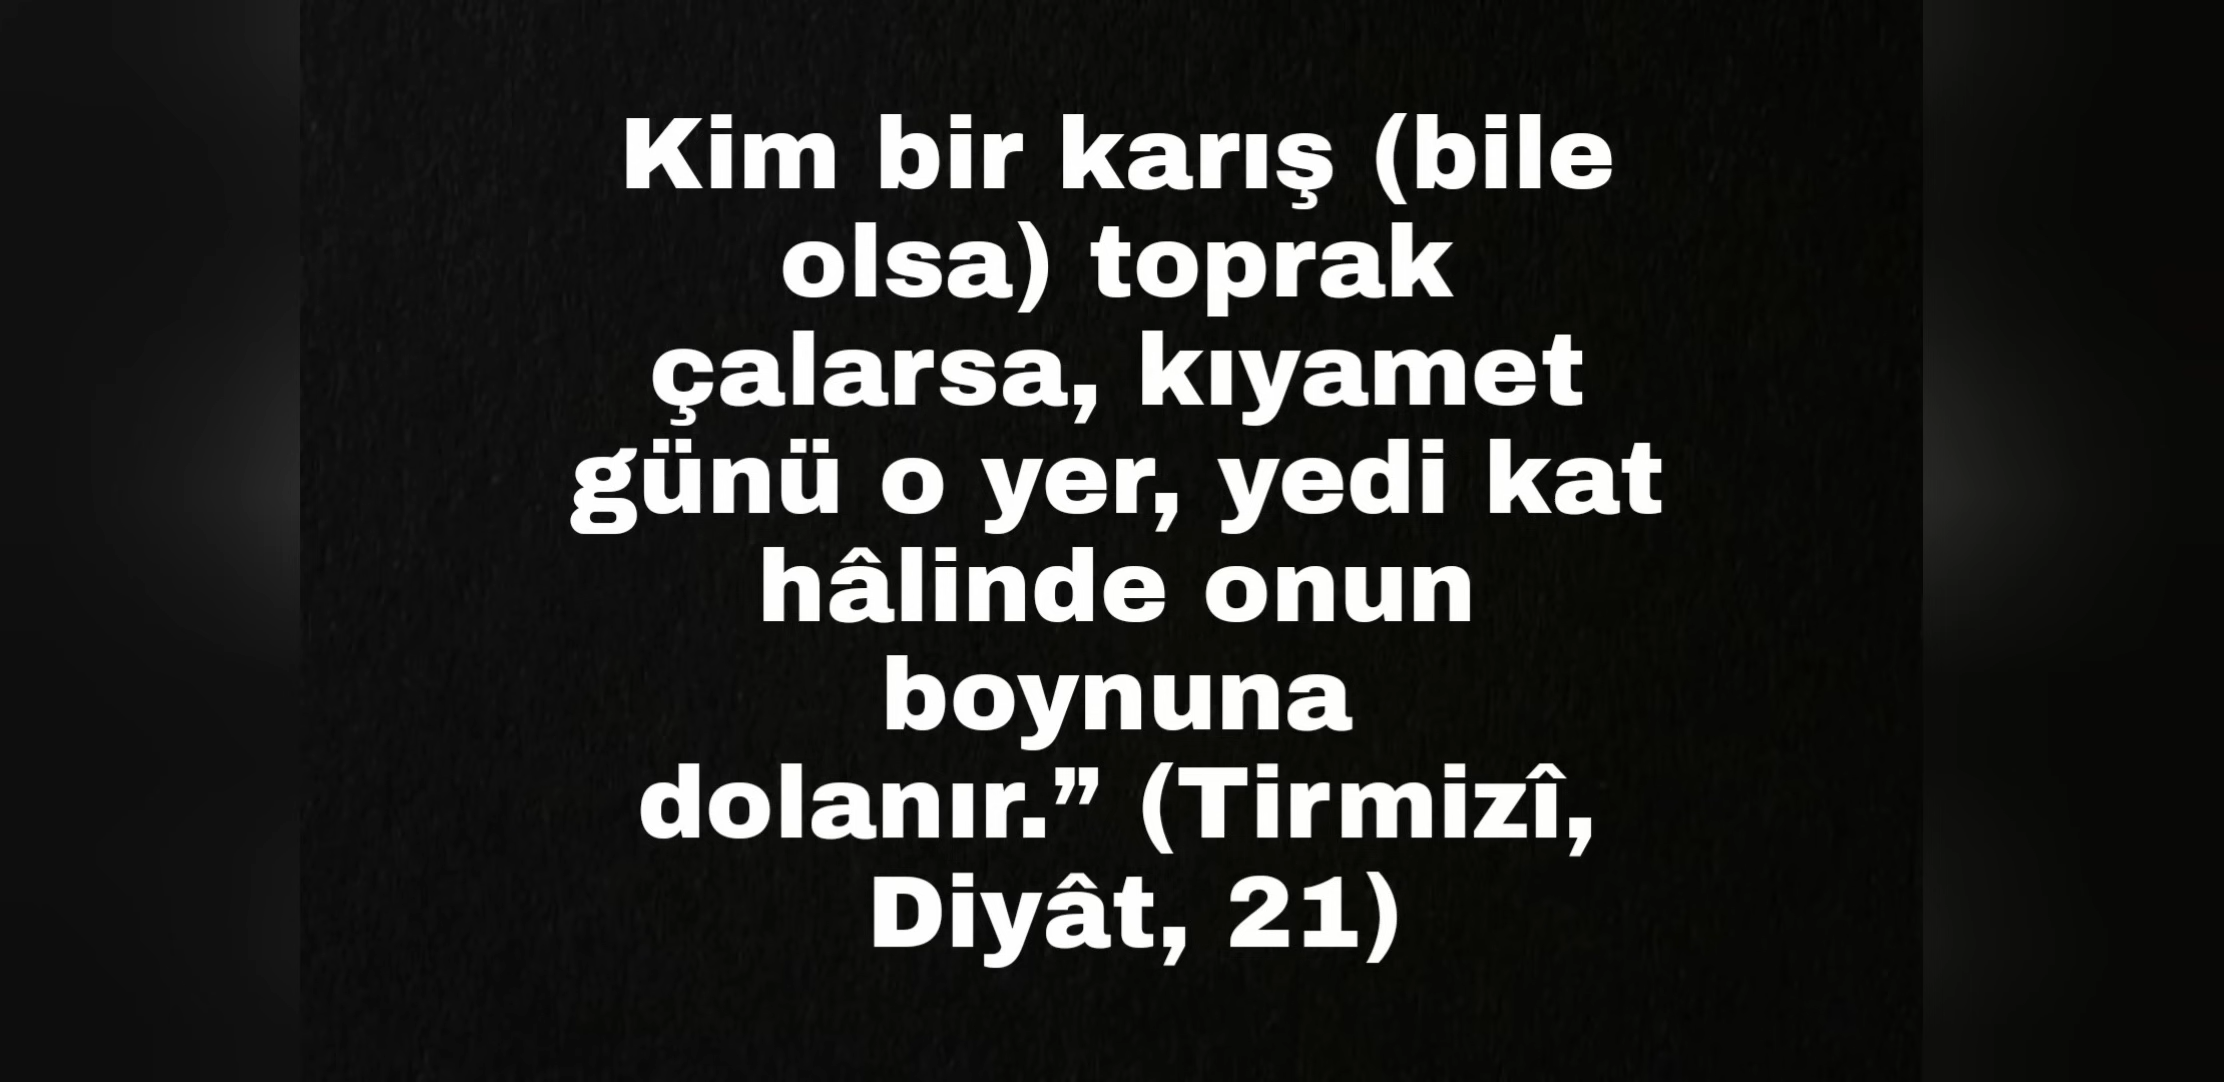 Kim bir karış (bile
olsa) toprak
çalarsa, kıyamet
günü o yer, yedi kat
hâlinde onun
boynuna
dolanır.” (Tirmizî,
Diyât, 21)